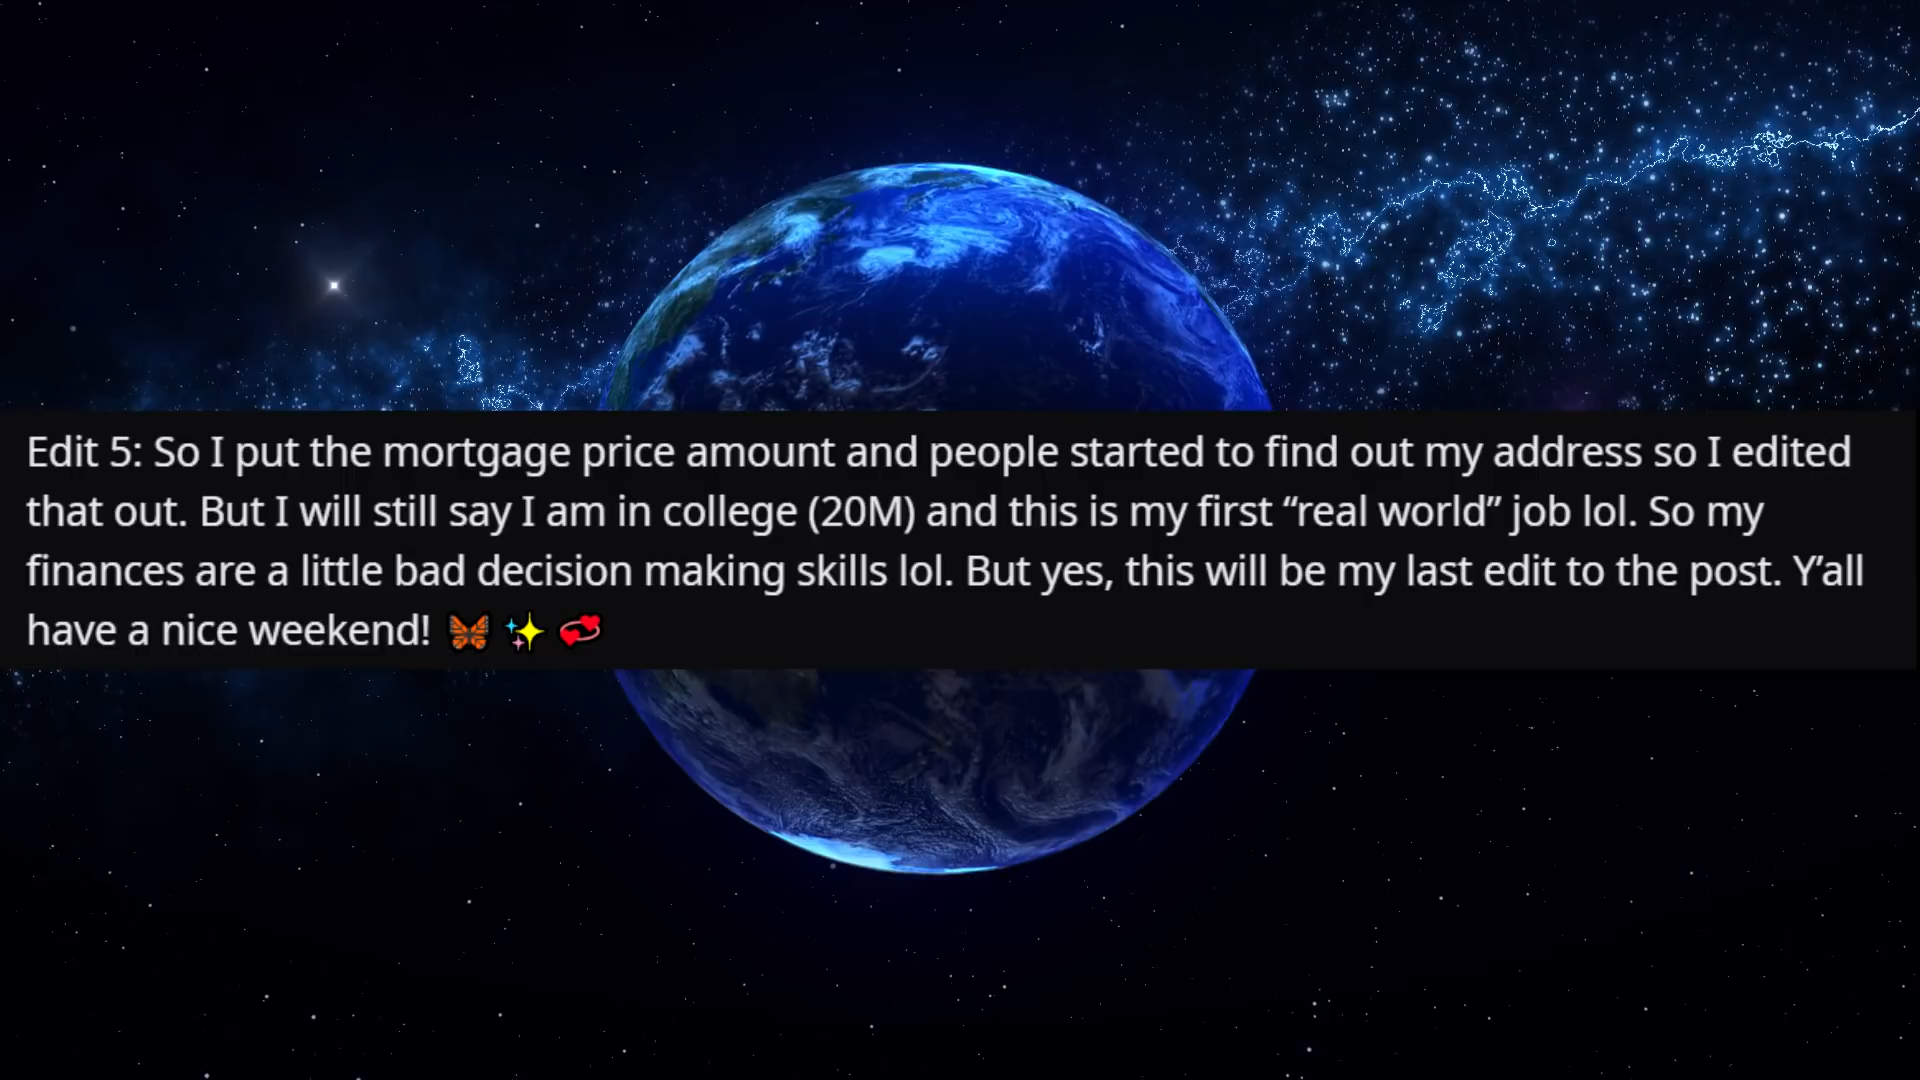 Edit 5: So I put the mortgage price amount and people started to find out my address so I edited
that out. But I will still say I am in college (20M) and this is my first “real world” job lol. So my
finances are a little bad decision making skills lol. But yes, this will be my last edit to the post. Y’all
have a nice weekend! 🦋 ✨ 💞